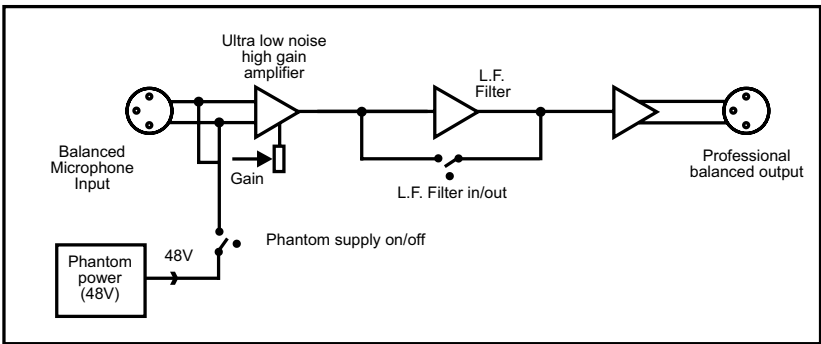 Ultra low noise
high gain
amplifier
L.F.
Filter
Balanced
Microphone
Input
Gain
L.F. Filter in/out
Professional
balanced output
Phantom supply on/off
48V
Phantom
power
(48V)